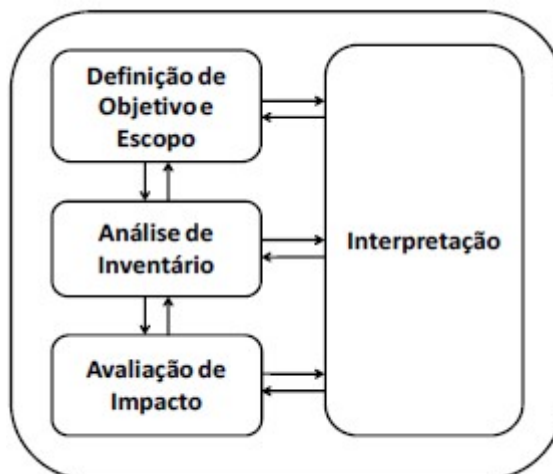 Definição de
Objetivo e
Escopo
Análise de
Inventário
Interpretação
Avaliação de
Impacto